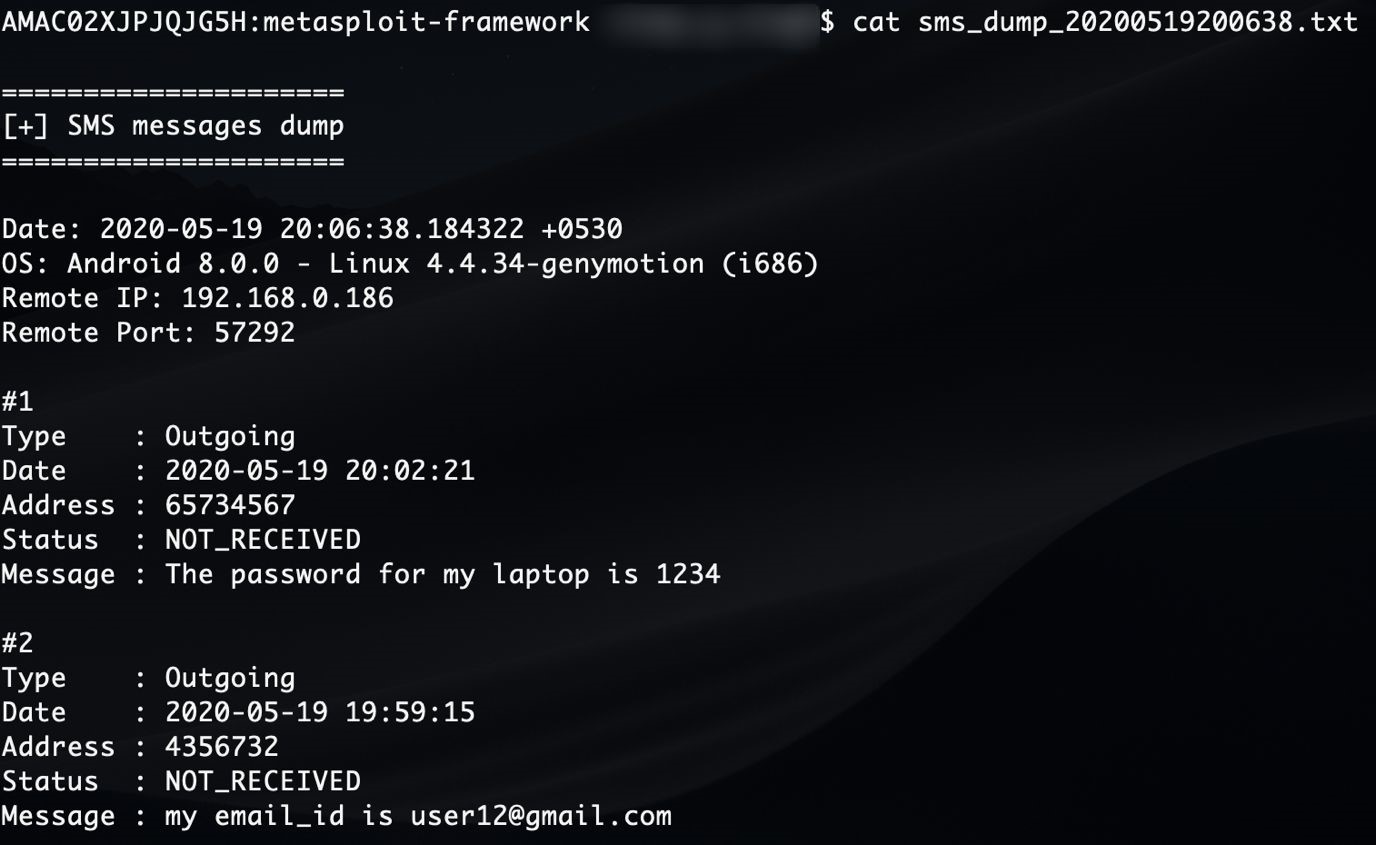 AMAC02XJPJQJG5H:metasploit-framework $ cat sms_dump_20200519200638.txt
=====================
[+] SMS messages dump
=====================
Date: 2020-05-19 20:06:38.184322 +0530
OS: Android 8.0.0 - Linux 4.4.34-genymotion (i686)
Remote IP: 192.168.0.186
Remote Port: 57292
#1
Type    : Outgoing
Date    : 2020-05-19 20:02:21
Address : 65734567
Status  : NOT_RECEIVED
Message : The password for my laptop is 1234
#2
Type    : Outgoing
Date    : 2020-05-19 19:59:15
Address : 4356732
Status  : NOT_RECEIVED
Message : my email_id is user12@gmail.com